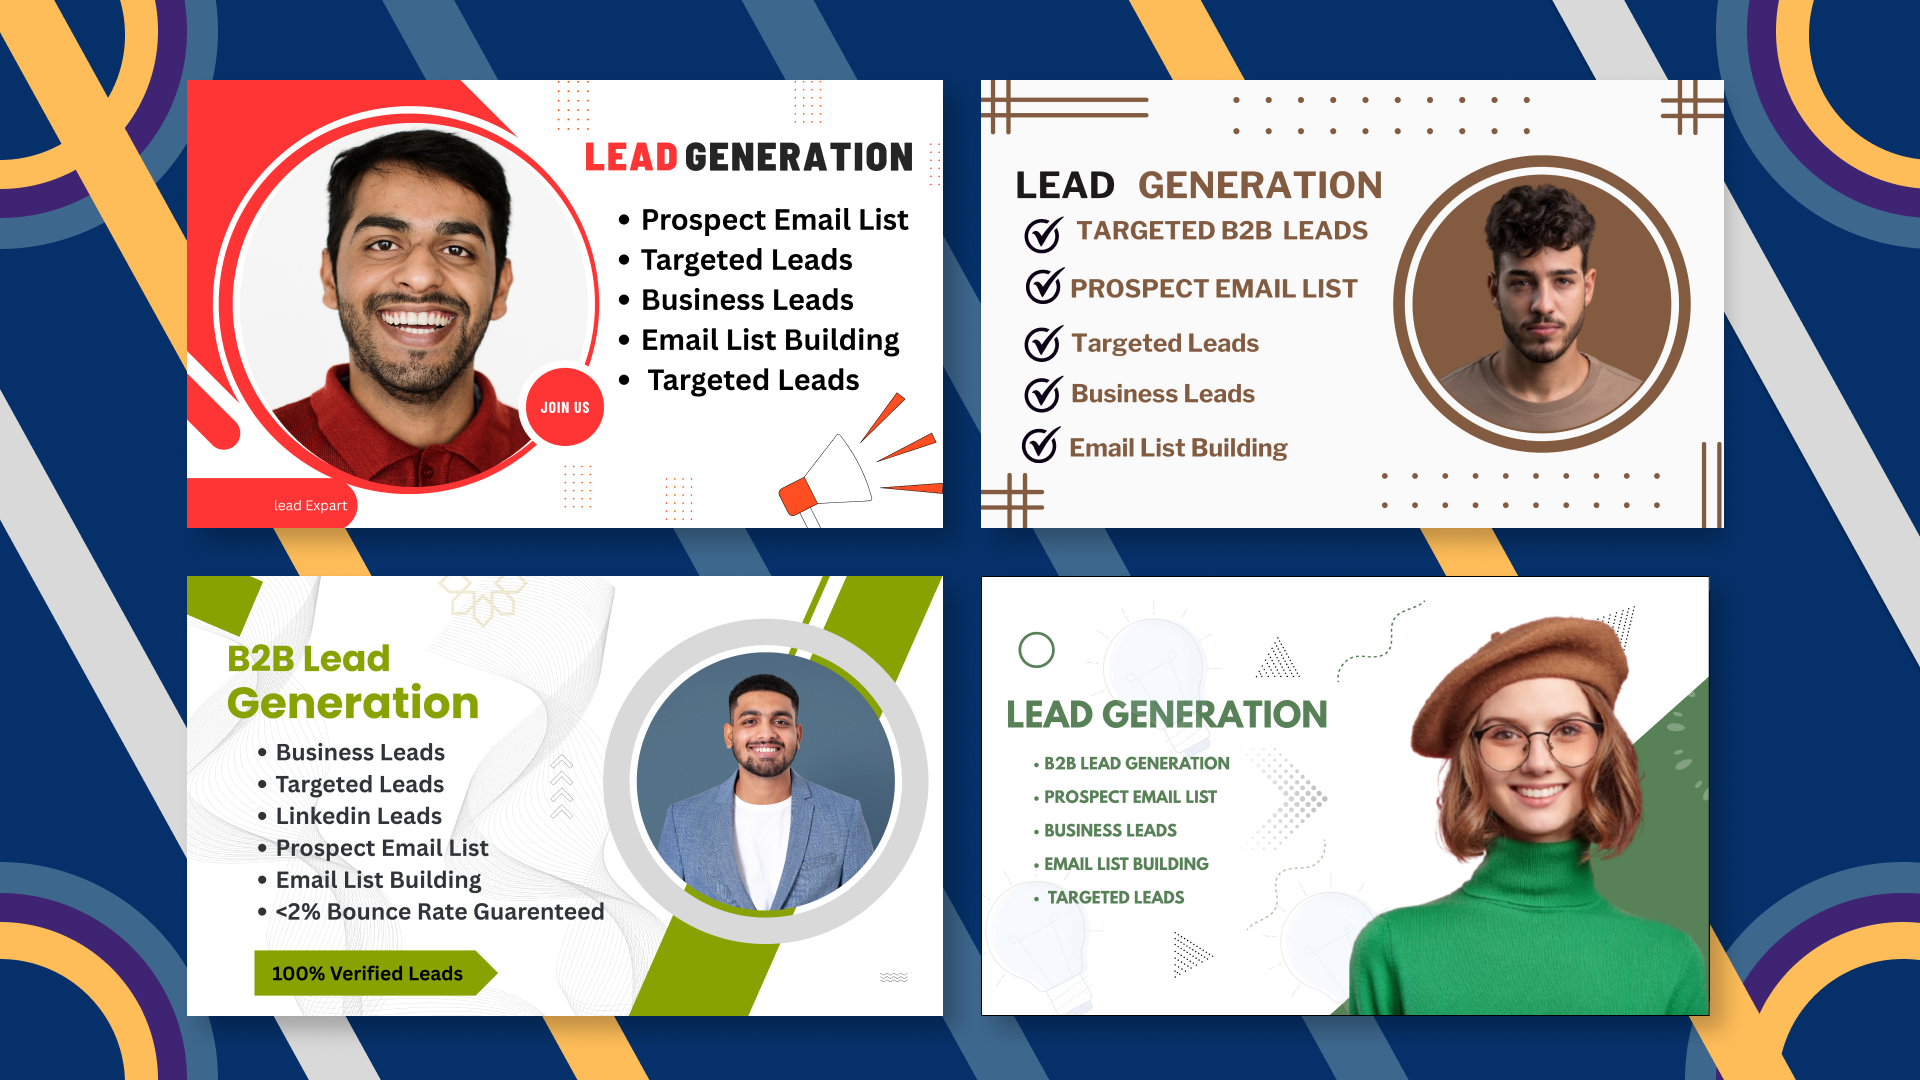 LEAD GENERATION
Prospect Email List
Targeted Leads
Business Leads
Email List Building
Targeted Leads
JOIN US
lead Expart
LEAD GENERATION
TARGETED B2B LEADS
PROSPECT EMAIL LIST
Targeted Leads
Business Leads
Email List Building
B2B Lead
Generation
Business Leads
Targeted Leads
Linkedin Leads
Prospect Email List
Email List Building
<2% Bounce Rate Guarenteed
100% Verified Leads
LEAD GENERATION
B2B LEAD GENERATION
PROSPECT EMAIL LIST
BUSINESS LEADS
EMAIL LIST BUILDING
TARGETED LEADS